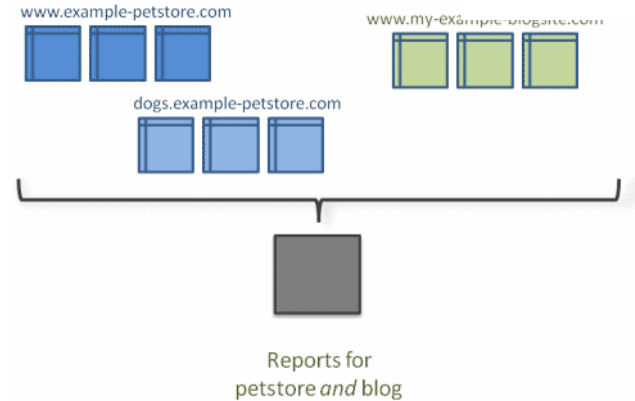 www.example-petstore.com
www.my-example-blogsite.com
dogs.example-petstore.com
Reports for
petstore and blog